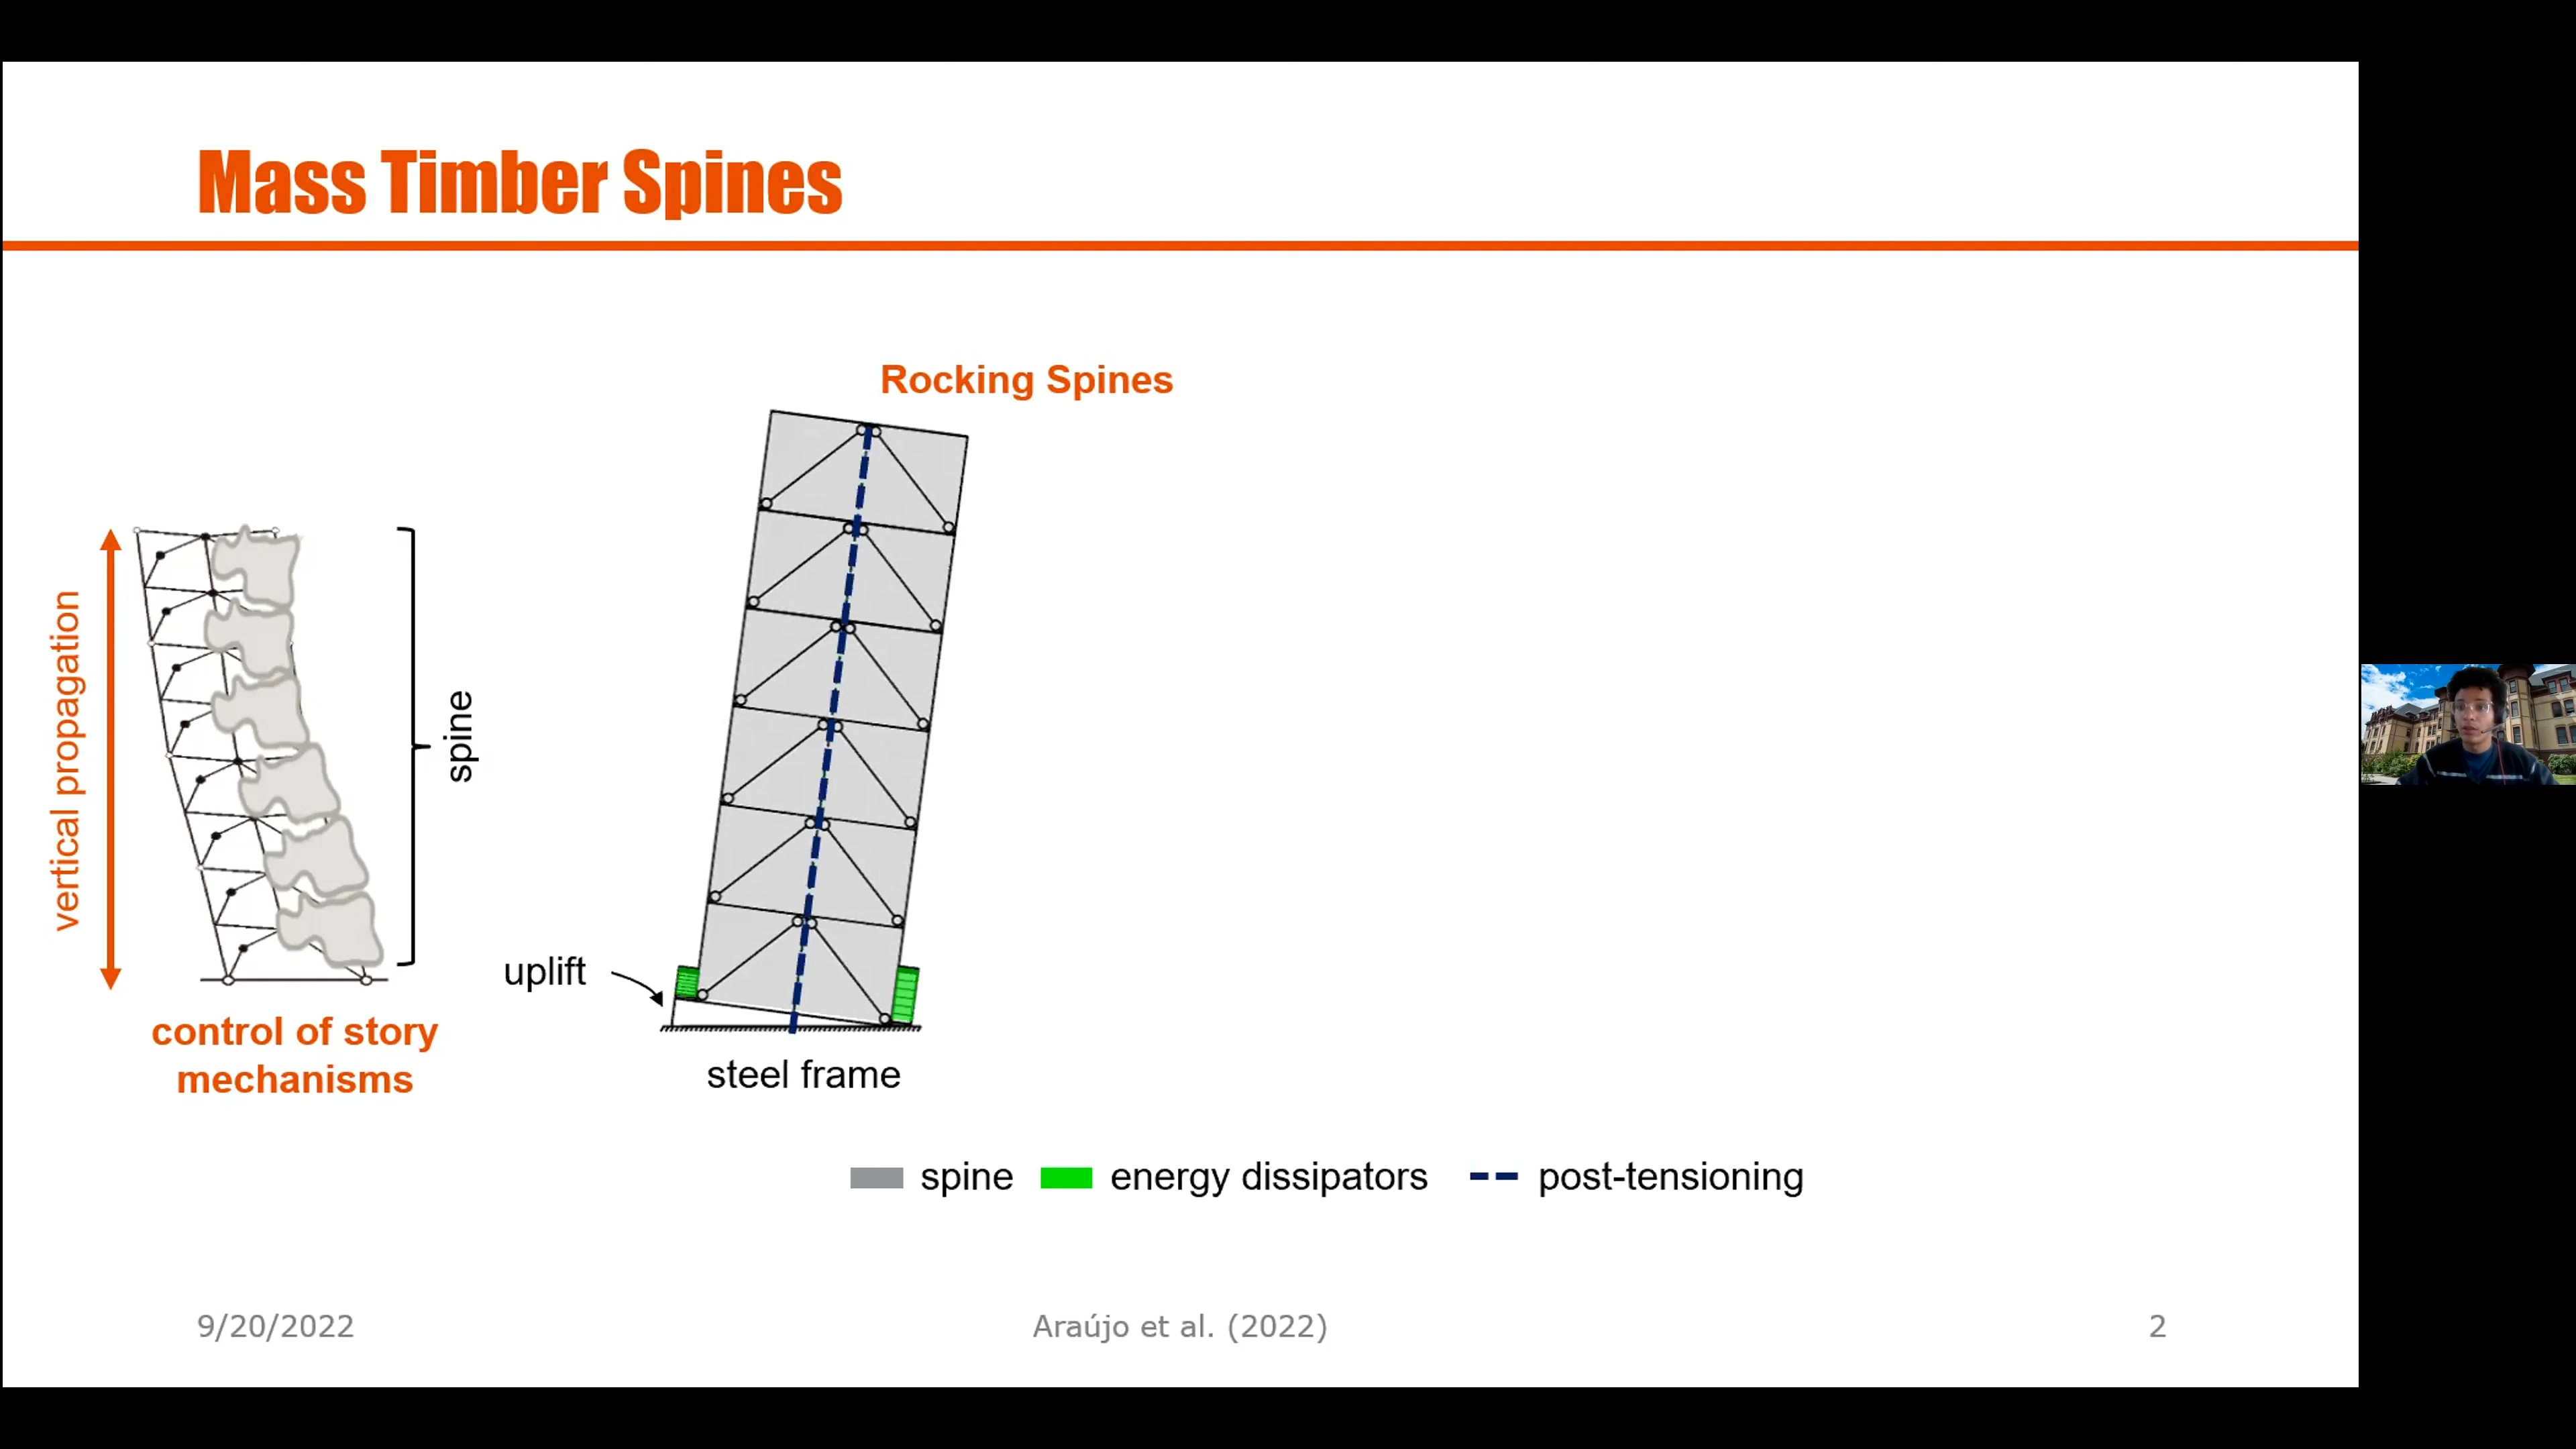 Mass Timber Spines
Rocking Spines
vertical propagation
spine
uplift
control of story
mechanisms
steel frame
spine
energy dissipators
post-tensioning
9/20/2022
Araújo et al. (2022)
2